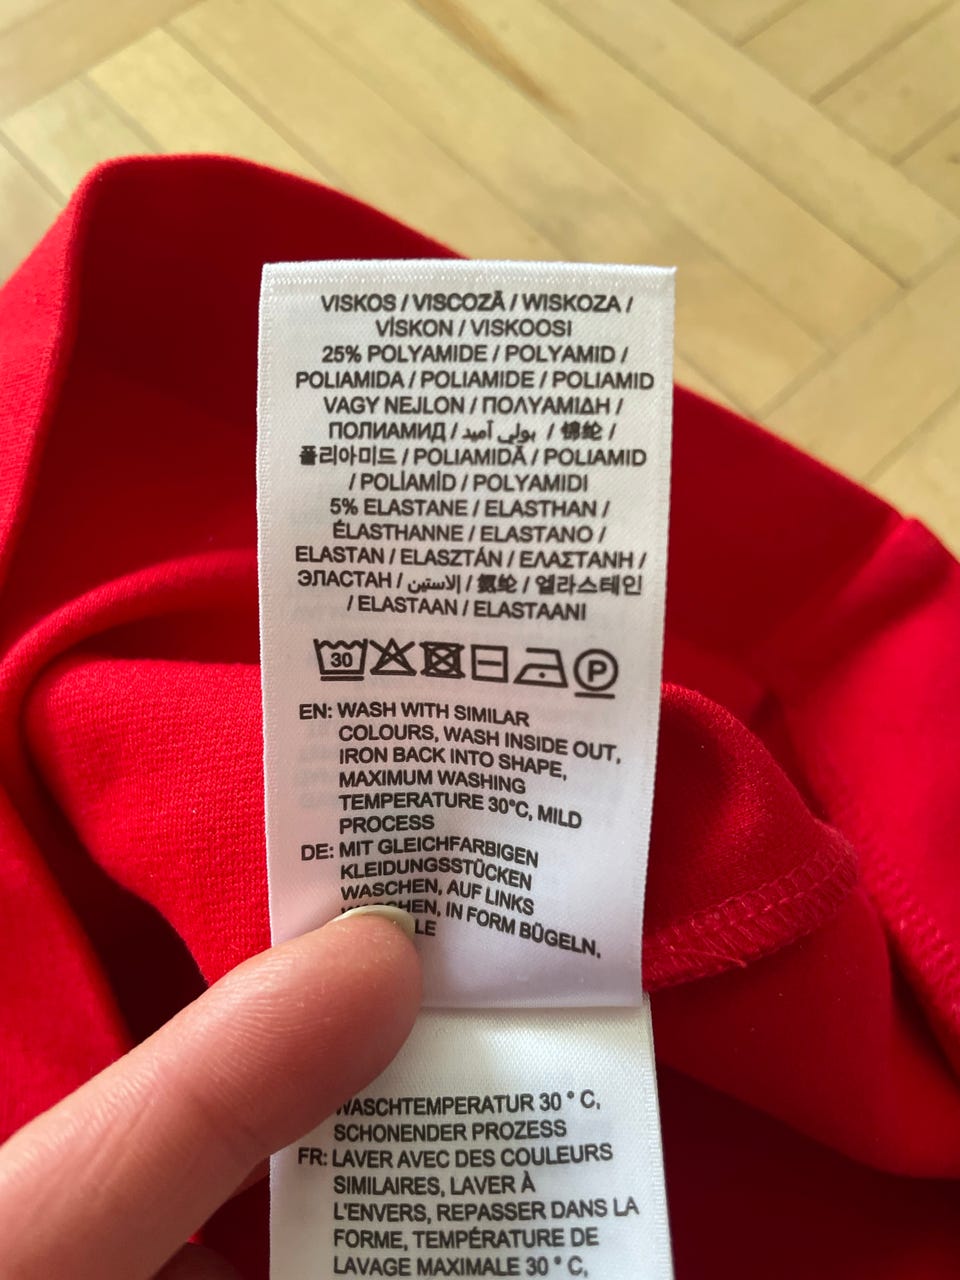 VISKOS / VISCOZĂ / WISKOZA /
VİSKON / VISKOOSI
25% POLYAMIDE / POLYAMID /
POLIAMIDA / POLIAMIDE / POLIAMID
VAGY NEJLON / ΠΟΛΥΑΜΙΔΗ /
ПОЛИАМИД / بولي آميد / 锦纶 /
폴리아미드 / POLIAMIDĂ / POLIAMID
/ POLİAMİD / POLYAMIDI
5% ELASTANE / ELASTHAN /
ÉLASTHANNE / ELASTANO /
ELASTAN / ELASZTÁN / ΕΛΑΣΤΑΝΗ /
ЭЛАСТАН / إلاستين / 氨纶 / 엘라스테인
/ ELASTAAN / ELASTAANI
30 P
EN: WASH WITH SIMILAR
COLOURS, WASH INSIDE OUT,
IRON BACK INTO SHAPE,
MAXIMUM WASHING
TEMPERATURE 30°C, MILD
PROCESS
DE: MIT GLEICHFARBIGEN
KLEIDUNGSSTÜCKEN
WASCHEN, AUF LINKS
WASCHEN, IN FORM BÜGELN,
LE
WASCHTEMPERATUR 30 ° C,
SCHONENDER PROZESS
FR: LAVER AVEC DES COULEURS
SIMILAIRES, LAVER À
L'ENVERS, REPASSER DANS LA
FORME, TEMPÉRATURE DE
LAVAGE MAXIMALE 30 ° C,